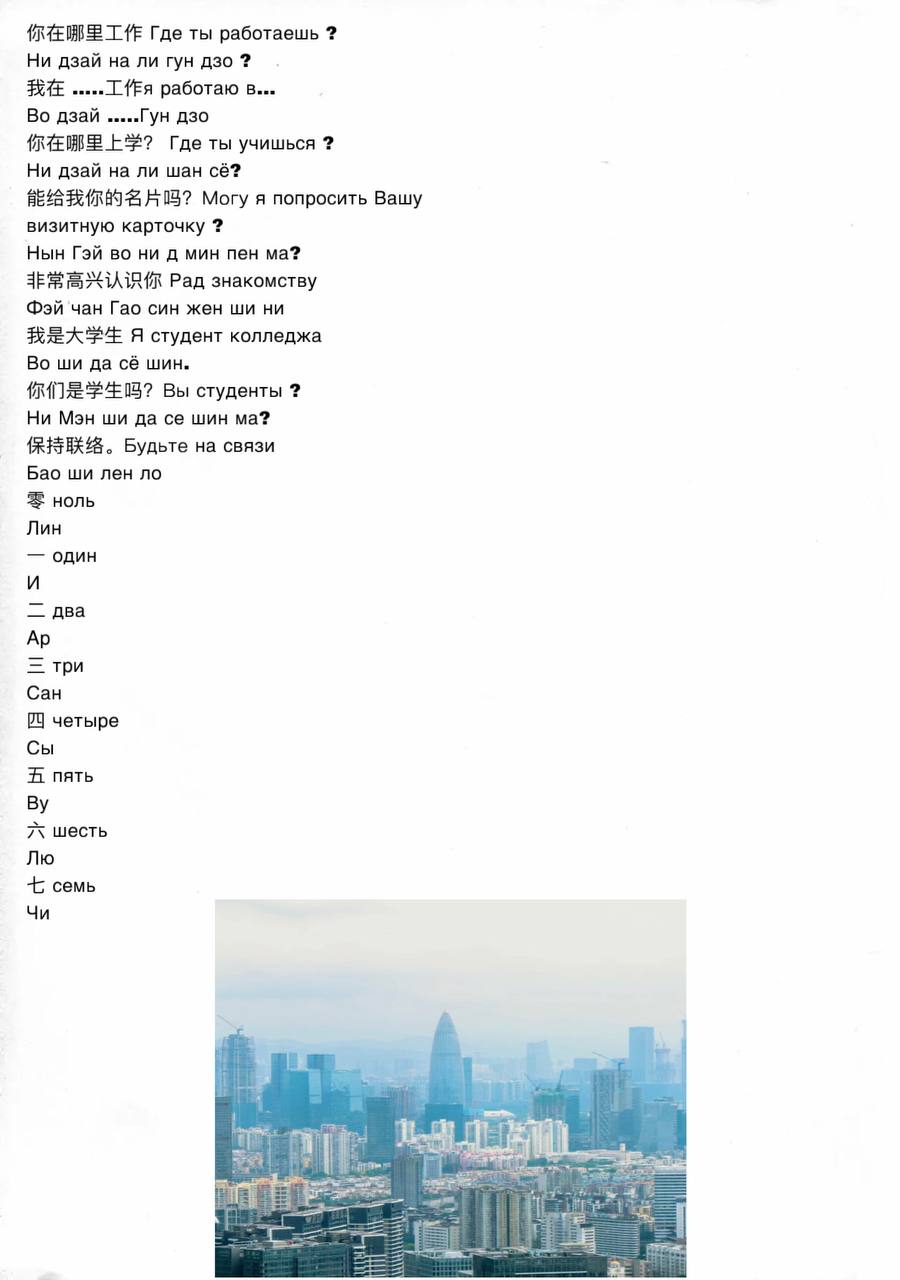 你在哪里工作 Где ты работаешь ?
Ни дзай на ли гун дзо ?
我在 .....工作я работаю в...
Во дзай .....Гун дзо
你在哪里上学？ Где ты учишься ?
Ни дзай на ли шан сё?
能给我你的名片吗？Могу я попросить Вашу
визитную карточку ?
Нын Гэй во ни д мин пен ма?
非常高兴认识你 Рад знакомству
Фэй чан Гао син жен ши ни
我是大学生 Я студент колледжа
Во ши да сё шин.
你们是学生吗？Вы студенты ?
Ни Мэн ши да се шин ма?
保持联络。Будьте на связи
Бао ши лен ло
零 ноль
Лин
一 один
И
二 два
Ар
三 три
Сан
四 четыре
Сы
五 пять
Ву
六 шесть
Лю
七 семь
Чи